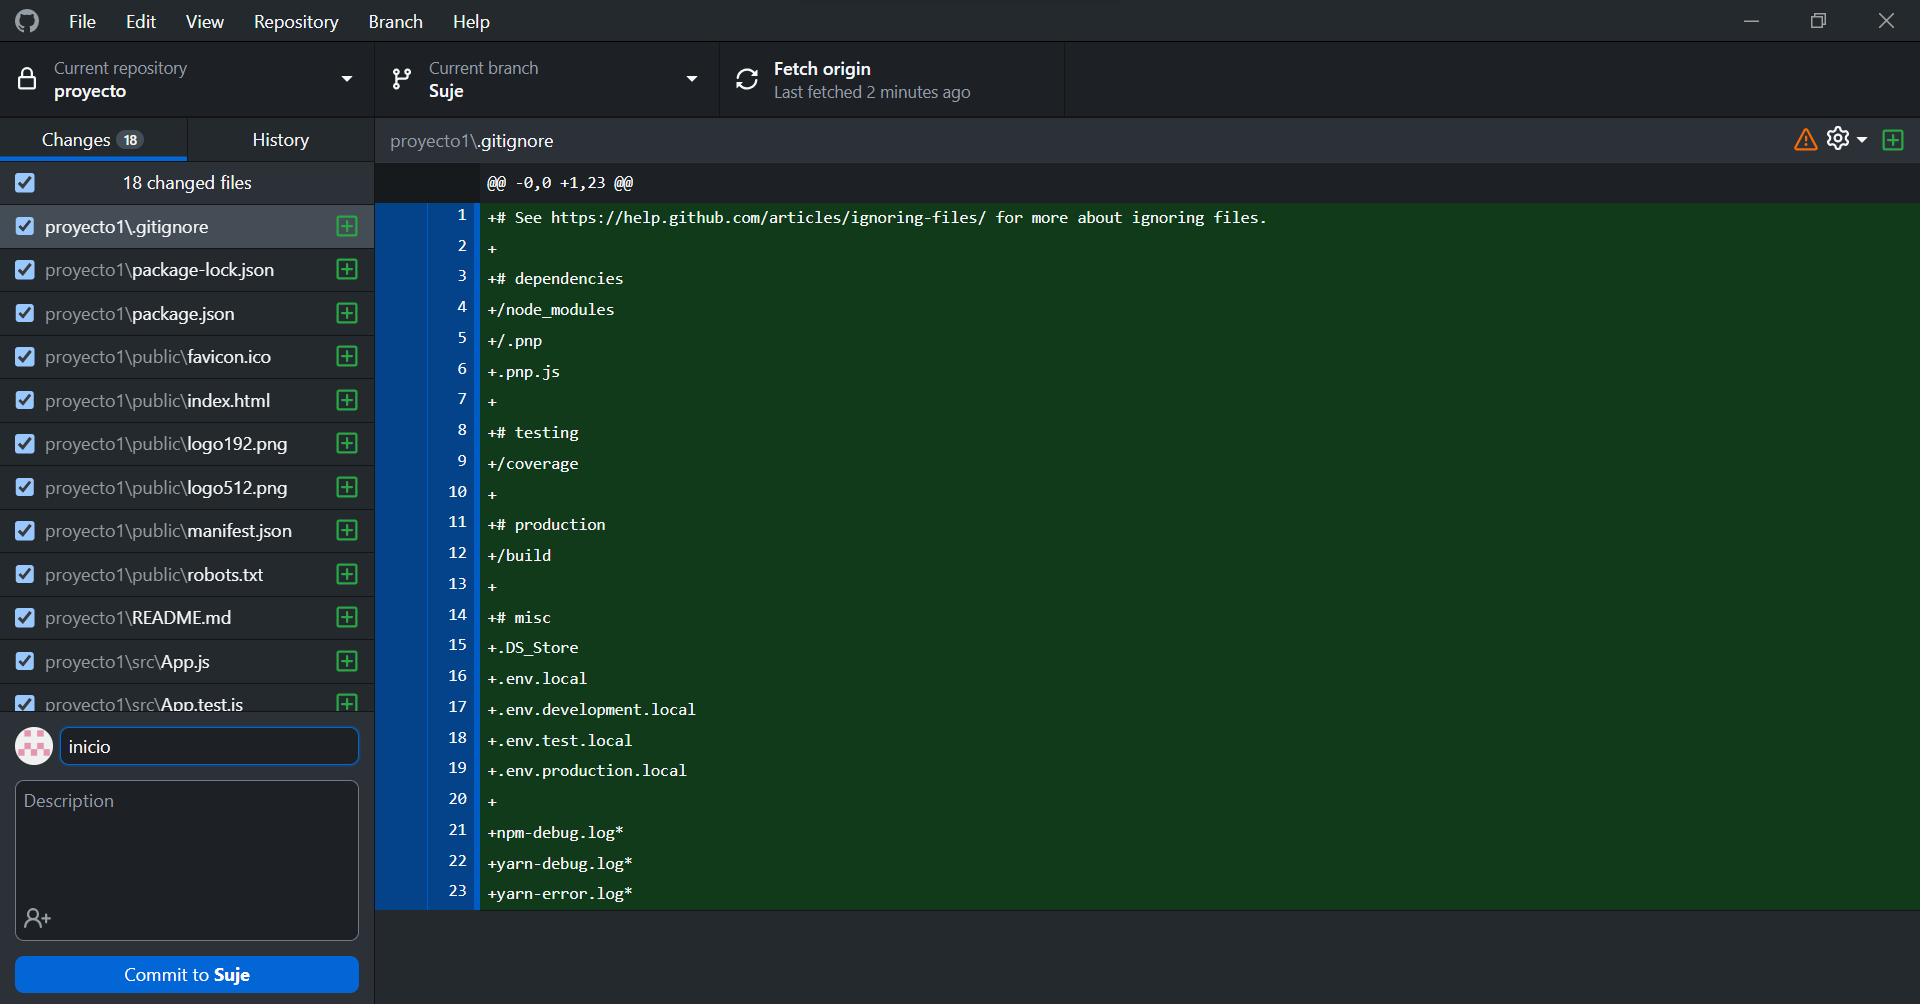 File Edit View Repository Branch Help
Current repository
proyecto
Current branch
Suje
Fetch origin
Last fetched 2 minutes ago
Changes 18
History
proyecto1\.gitignore
18 changed files
proyecto1\.gitignore
proyecto1\package-lock.json
proyecto1\package.json
proyecto1\public\favicon.ico
proyecto1\public\index.html
proyecto1\public\logo192.png
proyecto1\public\logo512.png
proyecto1\public\manifest.json
proyecto1\public\robots.txt
proyecto1\README.md
proyecto1\src\App.js
proyecto1\src\App.test.js
inicio
Description
Commit to Suje
@@ -0,0 +1,23 @@
1 +# See https://help.github.com/articles/ignoring-files/ for more about ignoring files.
2 +
3 +# dependencies
4 +/node_modules
5 +/.pnp
6 +.pnp.js
7 +
8 +# testing
9 +/coverage
10 +
11 +# production
12 +/build
13 +
14 +# misc
15 +.DS_Store
16 +.env.local
17 +.env.development.local
18 +.env.test.local
19 +.env.production.local
20 +
21 +npm-debug.log*
22 +yarn-debug.log*
23 +yarn-error.log*